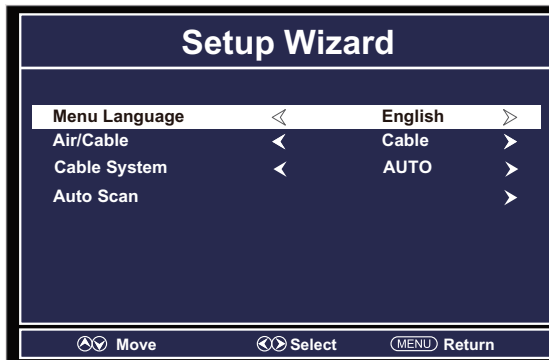 Setup Wizard
Menu Language English
Air/Cable Cable
Cable System AUTO
Auto Scan
Move Select MENU Return